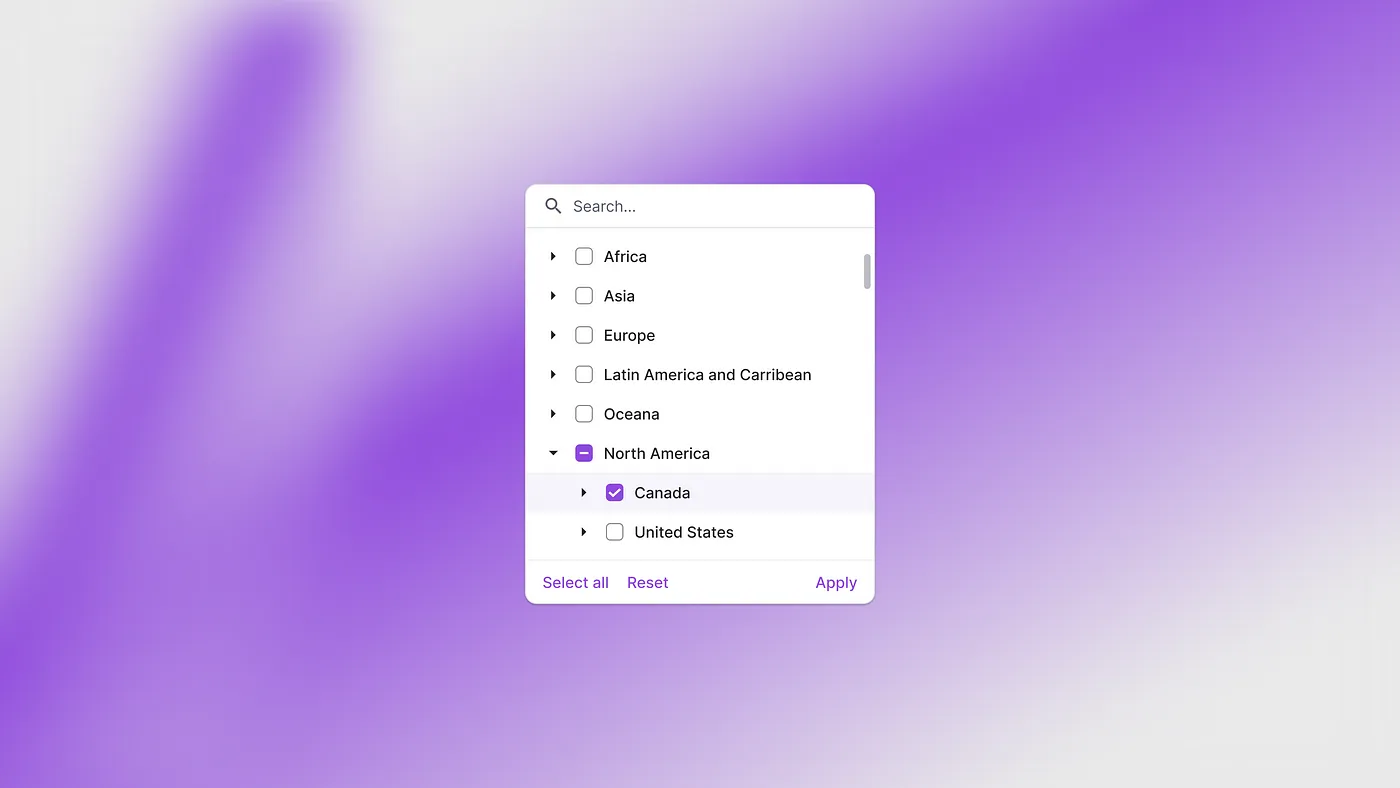 Search...
Africa
Asia
Europe
Latin America and Carribean
Oceana
North America
Canada
United States
Select all Reset Apply